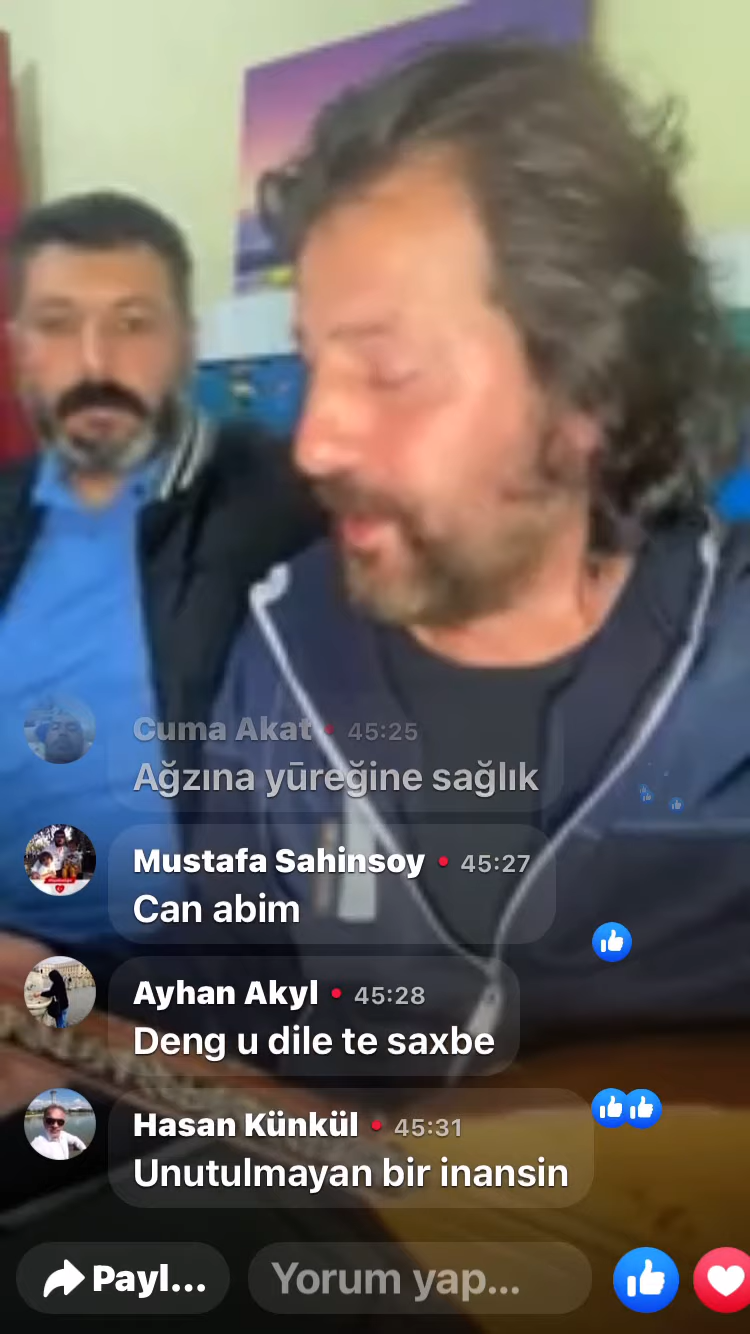 Cuma Akat • 45:25
Ağzına yūreğine sağlık
Mustafa Sahinsoy • 45:27
Can abim
Ayhan Akyl • 45:28
Deng u dile te saxbe
Hasan Künkül • 45:31
Unutulmayan bir inansin
Payl...
Yorum yap...